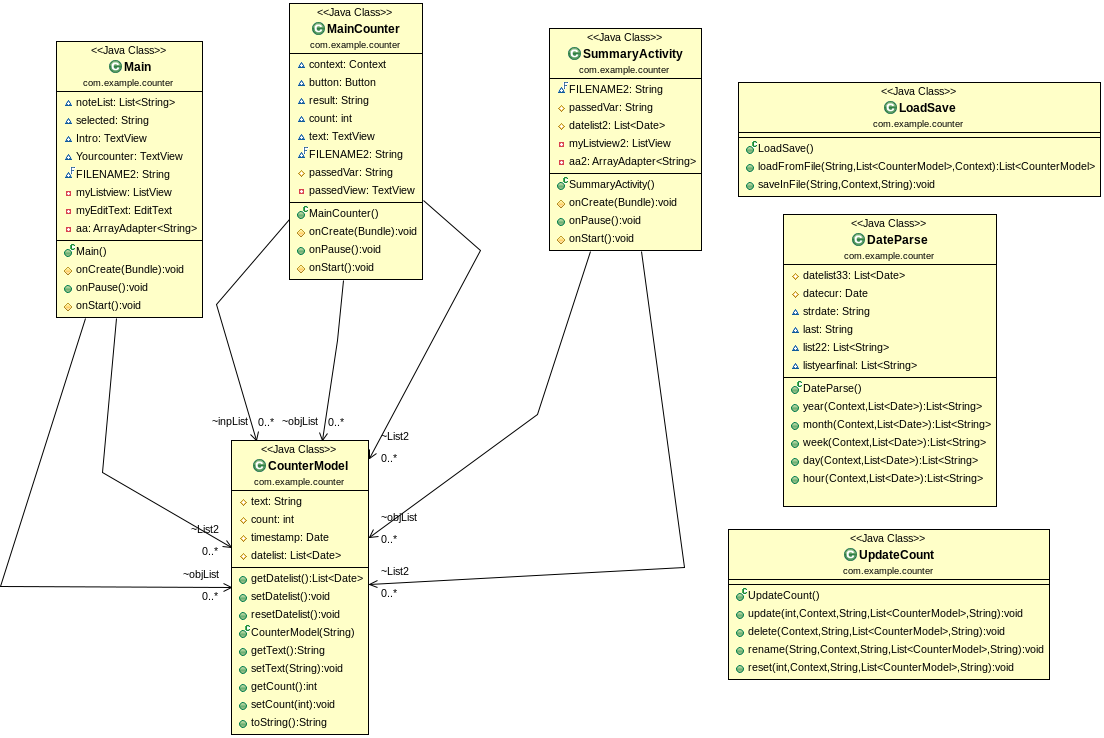 <<Java Class>>
Main
com.example.counter
noteList: List<String>
selected: String
Intro: TextView
Yourcounter: TextView
F
FILENAME2: String
myListview: ListView
myEditText: EditText
aa: ArrayAdapter<String>
c
Main()
onCreate(Bundle):void
onPause():void
onStart():void
<<Java Class>>
MainCounter
com.example.counter
context: Context
button: Button
result: String
count: int
text: TextView
F
FILENAME2: String
passedVar: String
passedView: TextView
c
MainCounter()
onCreate(Bundle):void
onPause():void
onStart():void
<<Java Class>>
SummaryActivity
com.example.counter
F
FILENAME2: String
passedVar: String
datelist2: List<Date>
myListview2: ListView
aa2: ArrayAdapter<String>
c
SummaryActivity()
onCreate(Bundle):void
onPause():void
onStart():void
<<Java Class>>
LoadSave
com.example.counter
c
LoadSave()
loadFromFile(String,List<CounterModel>,Context):List<CounterModel>
saveInFile(String,Context,String):void
<<Java Class>>
DateParse
com.example.counter
datelist33: List<Date>
datecur: Date
strdate: String
last: String
list22: List<String>
listyearfinal: List<String>
c
DateParse()
year(Context,List<Date>):List<String>
month(Context,List<Date>):List<String>
week(Context,List<Date>):List<String>
day(Context,List<Date>):List<String>
hour(Context,List<Date>):List<String>
~inpList 0..*
~objList 0..*
~List2
0..*
~objList
0..*
~List2
0..*
~List2
0..*
~objList
0..*
<<Java Class>>
CounterModel
com.example.counter
text: String
count: int
timestamp: Date
datelist: List<Date>
getDatelist():List<Date>
setDatelist():void
resetDatelist():void
c
CounterModel(String)
getText():String
setText(String):void
getCount():int
setCount(int):void
toString():String
<<Java Class>>
UpdateCount
com.example.counter
c
UpdateCount()
update(int,Context,String,List<CounterModel>,String):void
delete(Context,String,List<CounterModel>,String):void
rename(String,Context,String,List<CounterModel>,String):void
reset(int,Context,String,List<CounterModel>,String):void